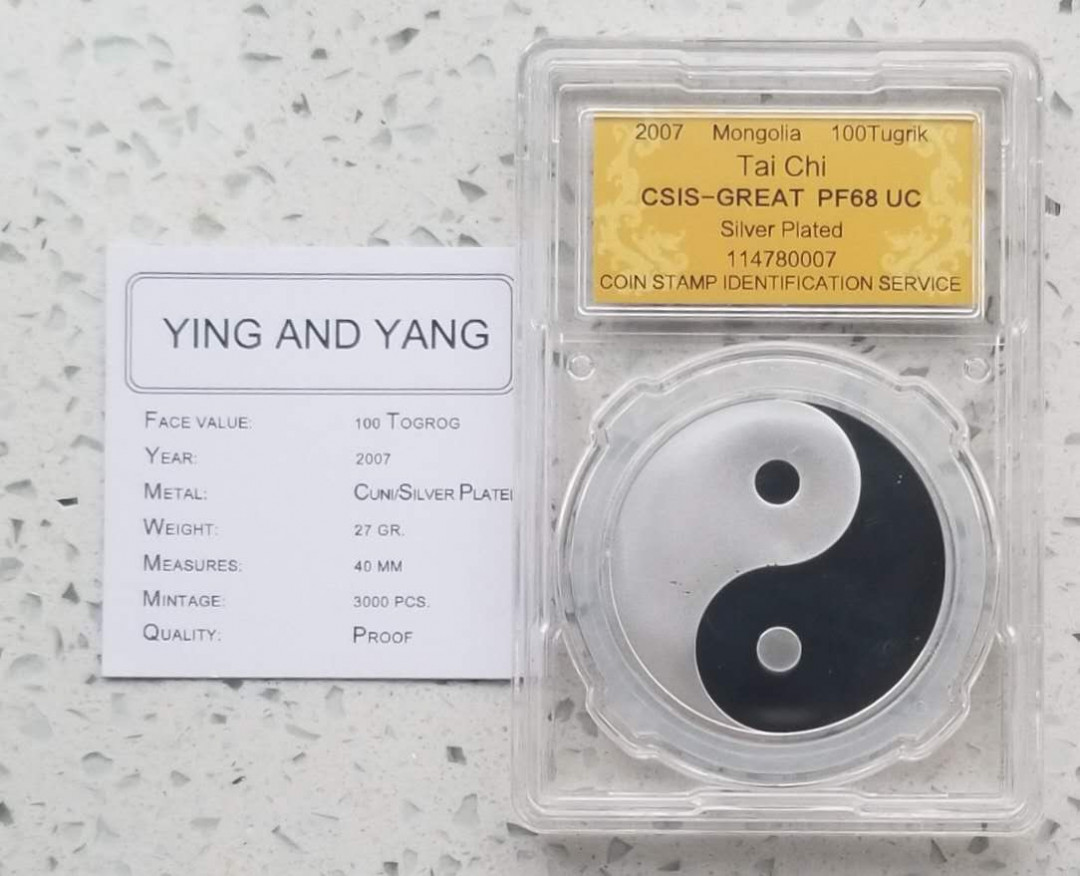 YING AND YANG
FACE VALUE: 100 TOGROG
YEAR: 2007
METAL: CUNI/SILVER PLATE
WEIGHT: 27 GR.
MEASURES: 40 MM
MINTAGE: 3000 PCS.
QUALITY: PROOF
2007 Mongolia 100Tugrik
Tai Chi
CSIS-GREAT PF68 UC
Silver Plated
114780007
COIN STAMP IDENTIFICATION SERVICE